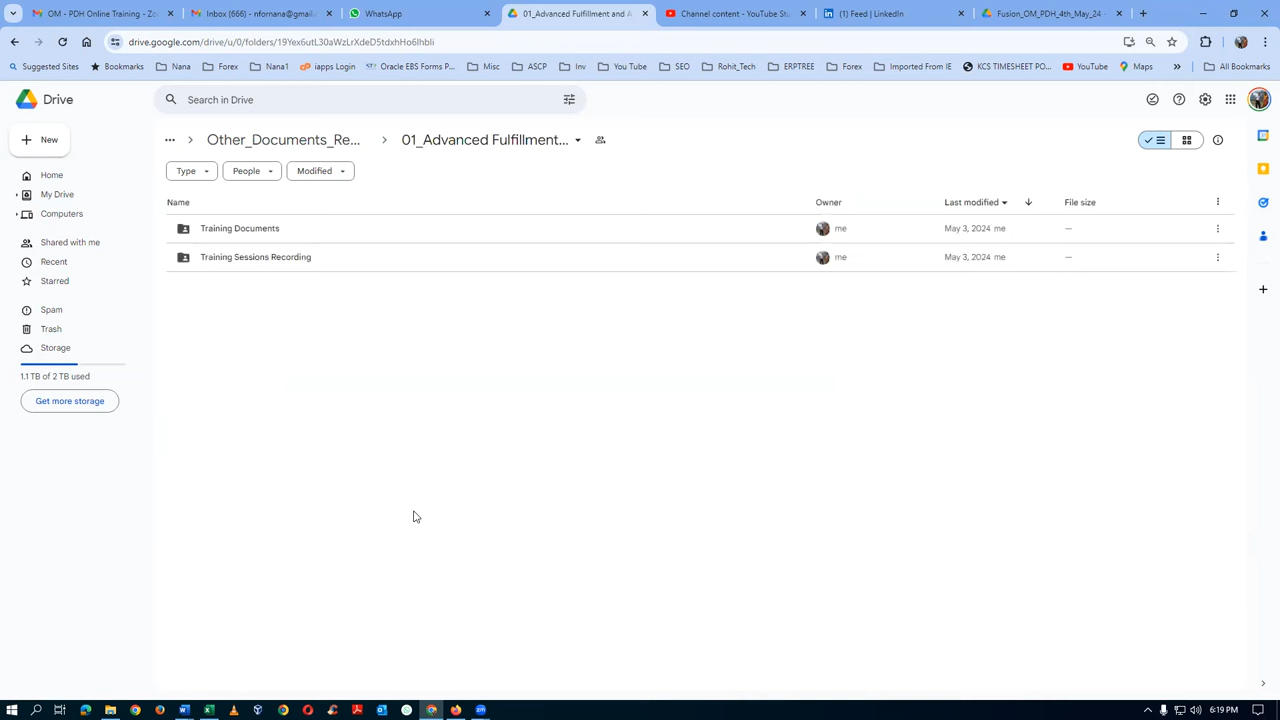 OM – PDH Online Training - Zo
Inbox (666) - nfornana@gmail.
WhatsApp
01_Advanced Fulfillment and A
Channel content - YouTube Stu
(1) Feed | LinkedIn
Fusion_OM_PDH_4th_May_24 -
drive.google.com/drive/u/0/folders/19Yex6utL30aWzLrXdeD5tdxhHo6Ihbli
Suggested Sites
Bookmarks
Nana
Forex
Nana1
iapps Login
Oracle EBS Forms P...
Misc
ASCP
Inv
You Tube
SEO
Rohit_Tech
ERPTREE
Forex
Imported From IE
KCS TIMESHEET PO...
YouTube
Maps
»
All Bookmarks
Drive
Search in Drive
New
Other_Documents_Re...
01_Advanced Fulfillment...
Type
People
Modified
Home
My Drive
Computers
Shared with me
Recent
Starred
Spam
Trash
Storage
1.1 TB of 2 TB used
Get more storage
Name
Owner
Last modified
File size
Training Documents
me
May 3, 2024 me
—
Training Sessions Recording
me
May 3, 2024 me
—
6:19 PM